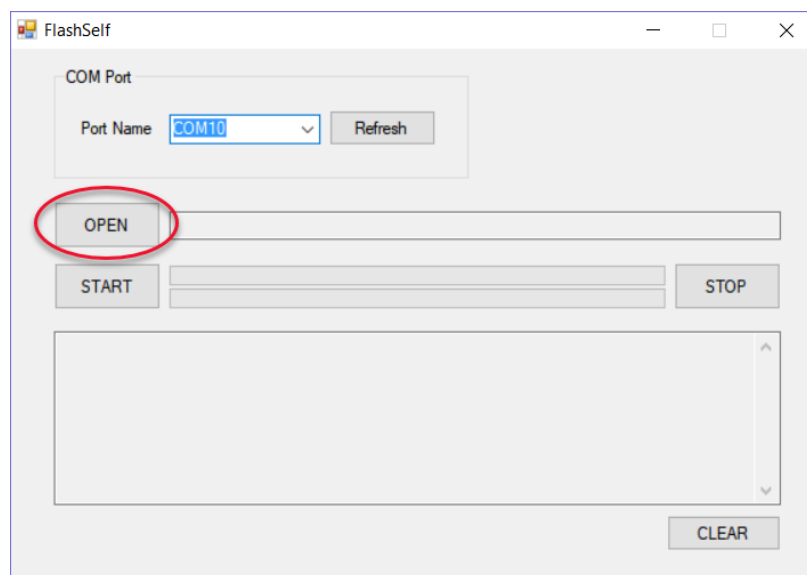 FlashSelf
COM Port
Port Name COM10 Refresh
OPEN
START STOP
CLEAR